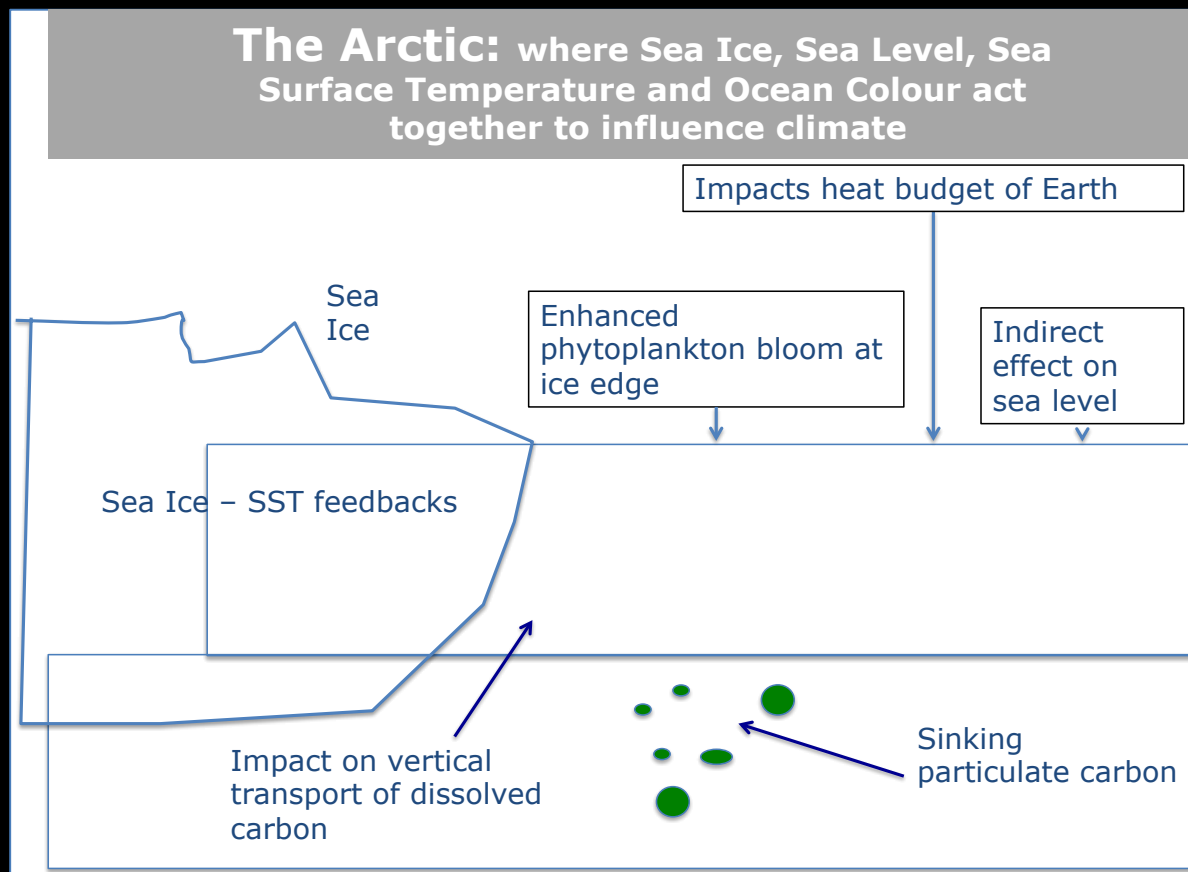 The Arctic: where Sea Ice, Sea Level, Sea
Surface Temperature and Ocean Colour act
together to influence climate
Impacts heat budget of Earth
Sea
Ice
Enhanced
phytoplankton bloom at
ice edge
Indirect
effect on
sea level
Sea Ice – SST feedbacks
Impact on vertical
transport of dissolved
carbon
Sinking
particulate carbon